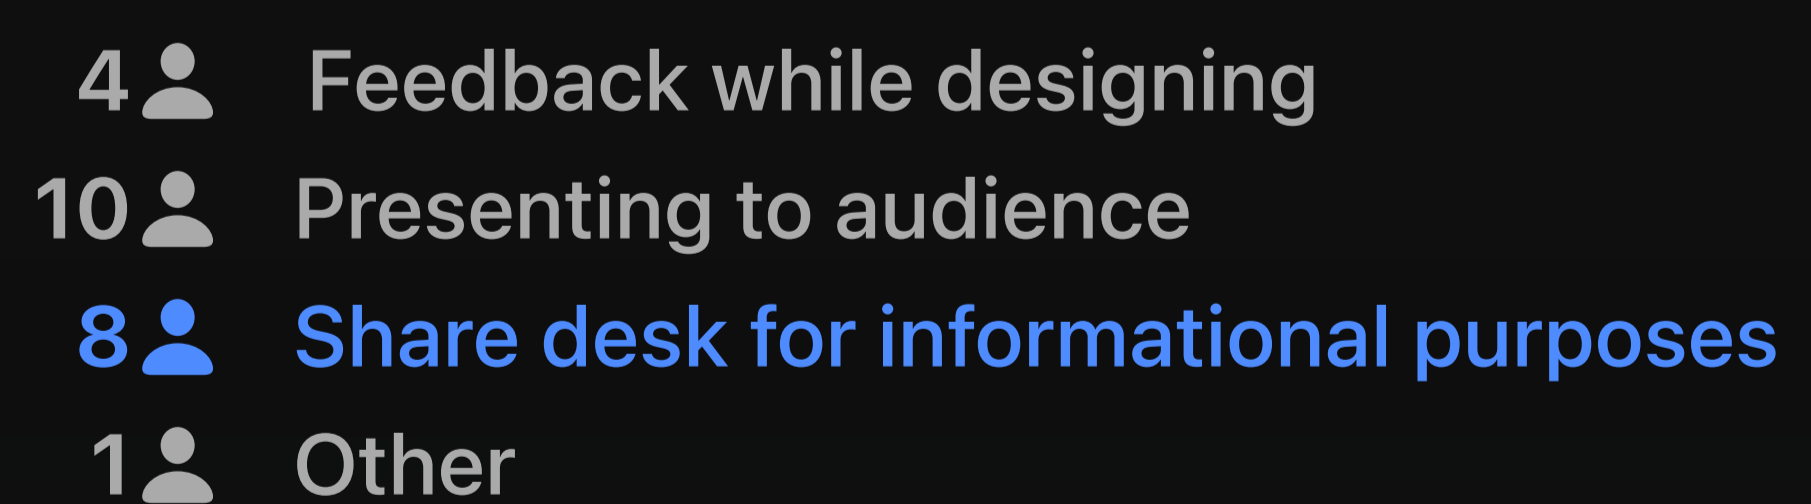 4 Feedback while designing
10 Presenting to audience
8 Share desk for informational purposes
1 Other